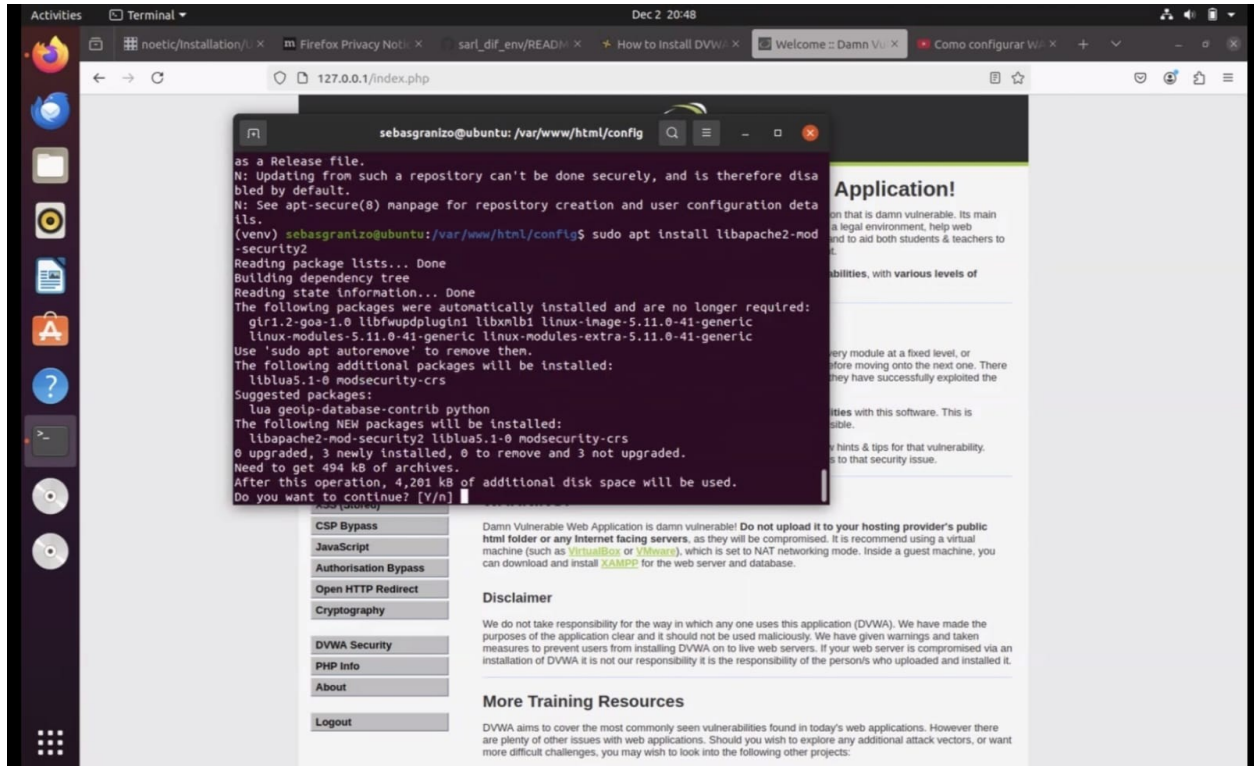 Activities
Terminal
Dec 2 20:48
noetic/Installation/U
Firefox Privacy Notic
sarl_dif_env/READM
How to Install DVWA
Welcome :: Damn Vul
Como configurar WA
127.0.0.1/index.php
sebasgranizo@ubuntu: /var/www/html/config
as a Release file.
N: Updating from such a repository can't be done securely, and is therefore disa
bled by default.
N: See apt-secure(8) manpage for repository creation and user configuration deta
ils.
(venv) sebasgranizo@ubuntu:/var/www/html/config$ sudo apt install libapache2-mod
-security2
Reading package lists... Done
Building dependency tree
Reading state information... Done
The following packages were automatically installed and are no longer required:
gir1.2-goa-1.0 libfwupdplugin1 libxmlb1 linux-image-5.11.0-41-generic
linux-modules-5.11.0-41-generic linux-modules-extra-5.11.0-41-generic
Use 'sudo apt autoremove' to remove them.
The following additional packages will be installed:
liblua5.1-0 modsecurity-crs
Suggested packages:
lua geoip-database-contrib python
The following NEW packages will be installed:
libapache2-mod-security2 liblua5.1-0 modsecurity-crs
0 upgraded, 3 newly installed, 0 to remove and 3 not upgraded.
Need to get 494 kB of archives.
After this operation, 4,201 kB of additional disk space will be used.
Do you want to continue? [Y/n]
Application!
on that is damn vulnerable. Its main
a legal environment, help web
and to aid both students & teachers to
abilities, with various levels of
very module at a fixed level, or
before moving onto the next one. There
they have successfully exploited the
ities with this software. This is
sible.
hints & tips for that vulnerability.
s to that security issue.
XSS (Stored)
CSP Bypass
JavaScript
Authorisation Bypass
Open HTTP Redirect
Cryptography
DVWA Security
PHP Info
About
Logout
Damn Vulnerable Web Application is damn vulnerable! Do not upload it to your hosting provider's public
html folder or any Internet facing servers, as they will be compromised. It is recommend using a virtual
machine (such as VirtualBox or VMware), which is set to NAT networking mode. Inside a guest machine, you
can download and install XAMPP for the web server and database.
Disclaimer
We do not take responsibility for the way in which any one uses this application (DVWA). We have made the
purposes of the application clear and it should not be used maliciously. We have given warnings and taken
measures to prevent users from installing DVWA on to live web servers. If your web server is compromised via an
installation of DVWA it is not our responsibility it is the responsibility of the person/s who uploaded and installed it.
More Training Resources
DVWA aims to cover the most commonly seen vulnerabilities found in today's web applications. However there
are plenty of other issues with web applications. Should you wish to explore any additional attack vectors, or want
more difficult challenges, you may wish to look into the following other projects: